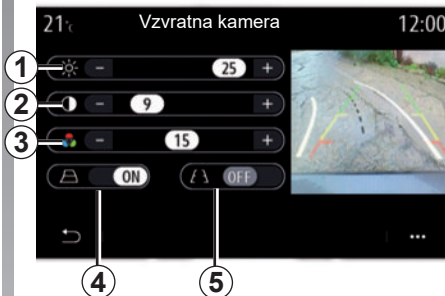 21°c Vzvratna kamera 12:00
1 - 25 +
2 - 9 +
3 - 15 +
ON OFF
4 5